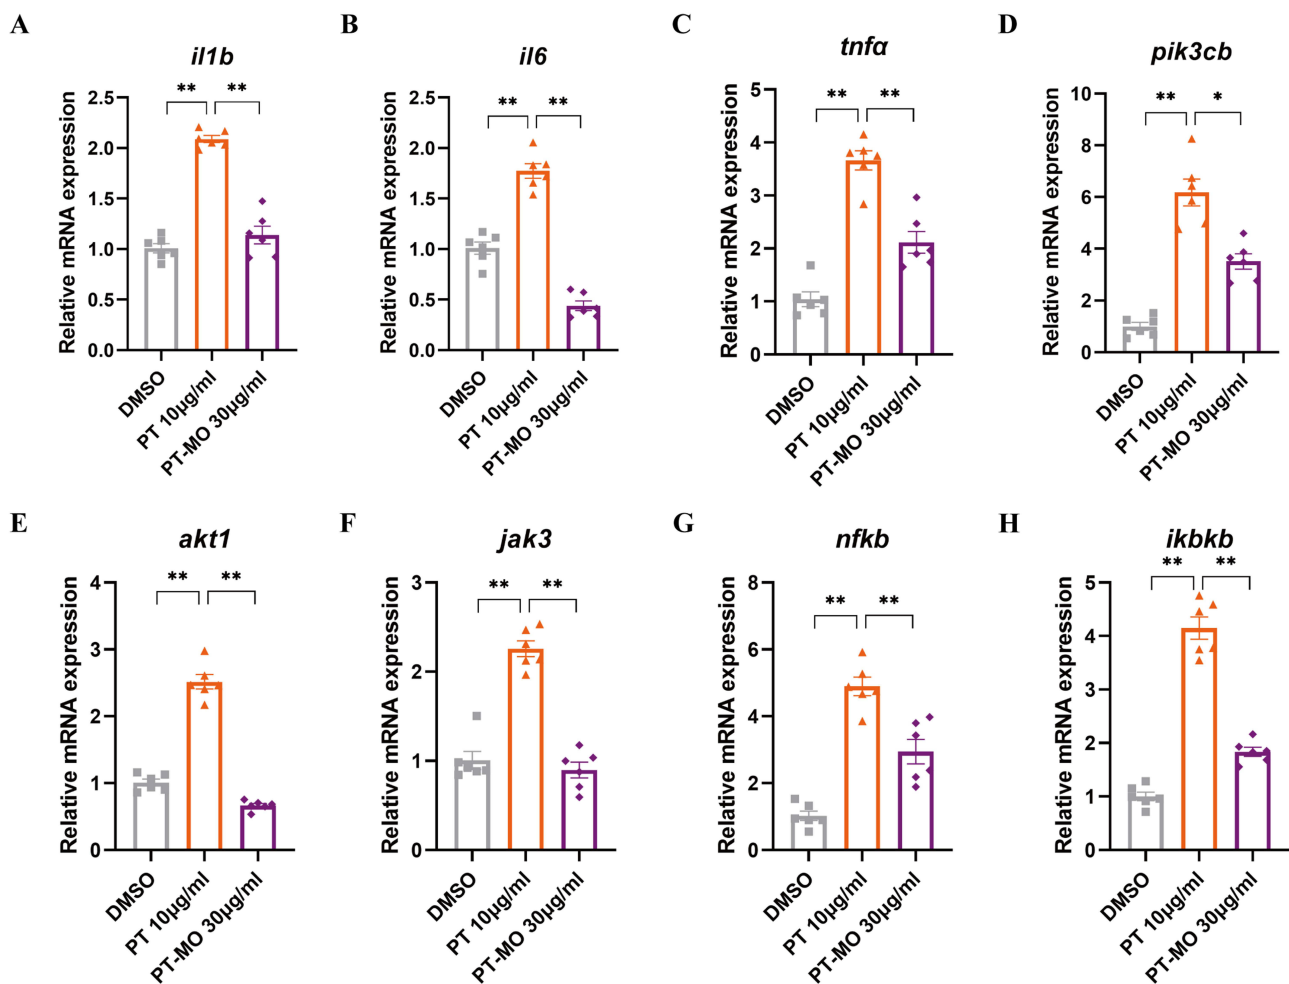 A
il1b
** **
Relative mRNA expression
2.5
2.0
1.5
1.0
0.5
0.0
DMSO
PT 10μg/ml
PT-MO 30μg/ml
B
il6
** **
Relative mRNA expression
2.5
2.0
1.5
1.0
0.5
0.0
DMSO
PT 10μg/ml
PT-MO 30μg/ml
C
tnfα
** **
Relative mRNA expression
5
4
3
2
1
0
DMSO
PT 10μg/ml
PT-MO 30μg/ml
D
pik3cb
** *
Relative mRNA expression
10
8
6
4
2
0
DMSO
PT 10μg/ml
PT-MO 30μg/ml
E
akt1
** **
Relative mRNA expression
4
3
2
1
0
DMSO
PT 10μg/ml
PT-MO 30μg/ml
F
jak3
** **
Relative mRNA expression
3
2
1
0
DMSO
PT 10μg/ml
PT-MO 30μg/ml
G
nfkb
** **
Relative mRNA expression
8
6
4
2
0
DMSO
PT 10μg/ml
PT-MO 30μg/ml
H
ikbkb
** **
Relative mRNA expression
5
4
3
2
1
0
DMSO
PT 10μg/ml
PT-MO 30μg/ml